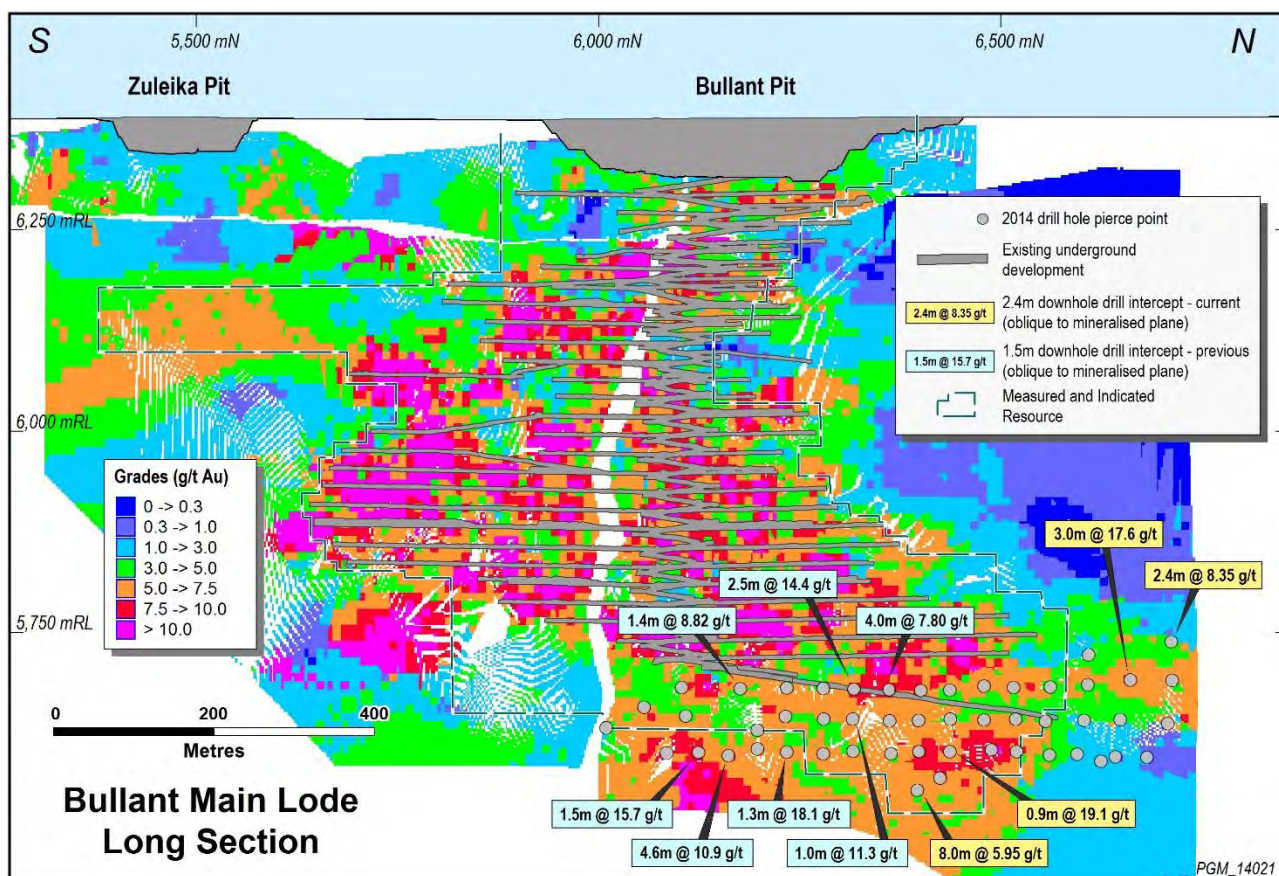 S
5,500 mN
6,000 mN
6,500 mN
N
Zuleika Pit
Bullant Pit
6,250 mRL
6,000 mRL
5,750 mRL
2014 drill hole pierce point
Existing underground
development
2.4m @ 8.35 g/t
2.4m downhole drill intercept - current
(oblique to mineralised plane)
1.5m @ 15.7 g/t
1.5m downhole drill intercept - previous
(oblique to mineralised plane)
Measured and Indicated
Resource
Grades (g/t Au)
0 -> 0.3
0.3 -> 1.0
1.0 -> 3.0
3.0 -> 5.0
5.0 -> 7.5
7.5 -> 10.0
> 10.0
3.0m @ 17.6 g/t
2.4m @ 8.35 g/t
2.5m @ 14.4 g/t
1.4m @ 8.82 g/t
4.0m @ 7.80 g/t
0 200 400
Metres
Bullant Main Lode
Long Section
1.5m @ 15.7 g/t
1.3m @ 18.1 g/t
0.9m @ 19.1 g/t
4.6m @ 10.9 g/t
1.0m @ 11.3 g/t
8.0m @ 5.95 g/t
PGM_14021